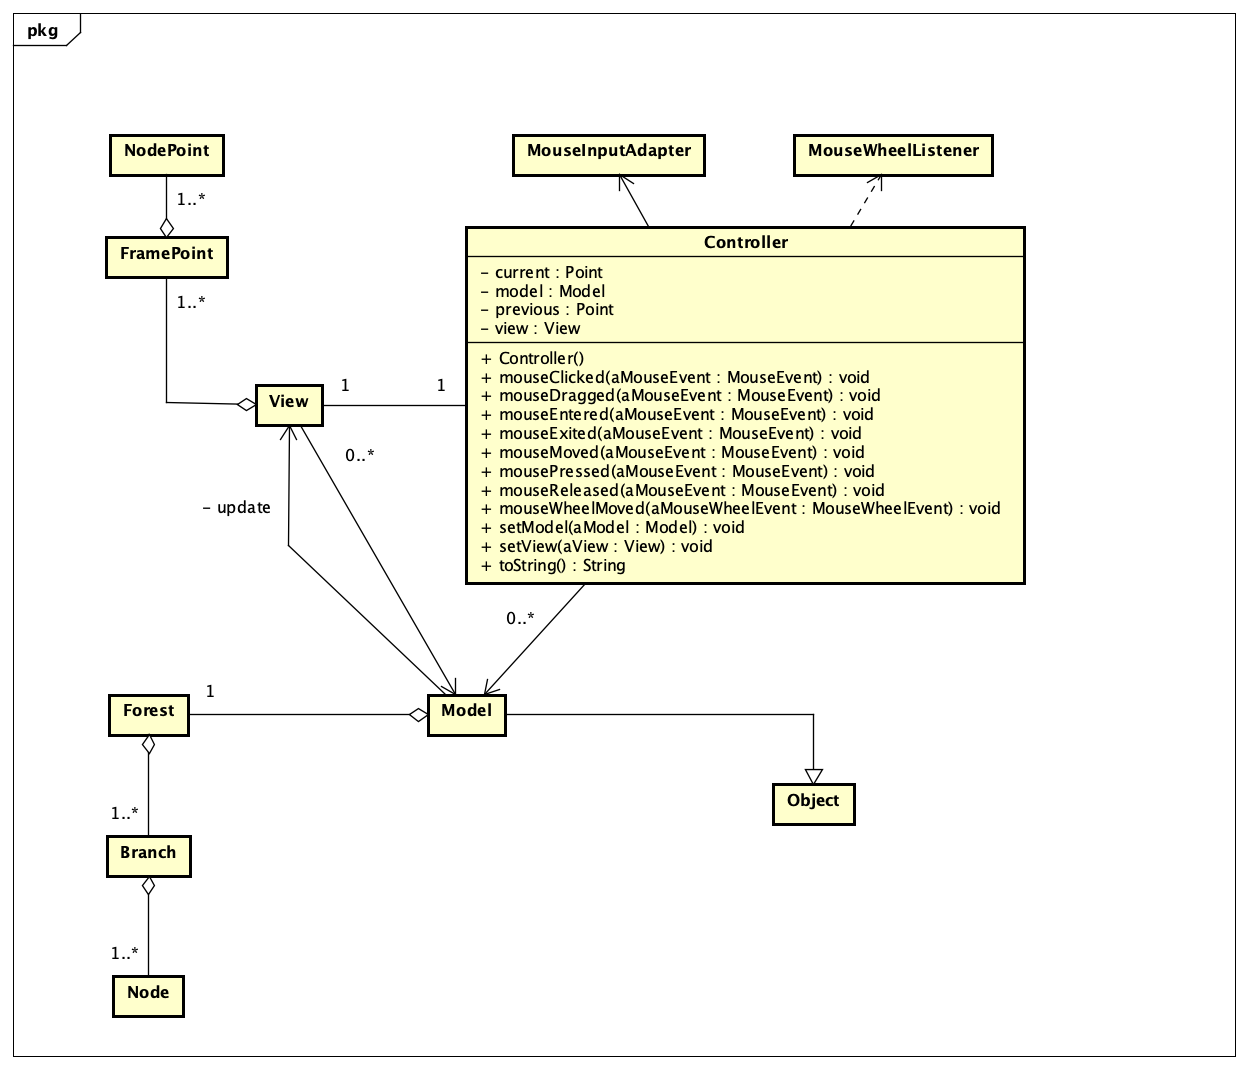 pkg
NodePoint
MouseInputAdapter
MouseWheelListener
1..*
FramePoint
1..*
Controller
– current : Point
– model : Model
– previous : Point
– view : View
+ Controller()
+ mouseClicked(aMouseEvent : MouseEvent) : void
+ mouseDragged(aMouseEvent : MouseEvent) : void
+ mouseEntered(aMouseEvent : MouseEvent) : void
+ mouseExited(aMouseEvent : MouseEvent) : void
+ mouseMoved(aMouseEvent : MouseEvent) : void
+ mousePressed(aMouseEvent : MouseEvent) : void
+ mouseReleased(aMouseEvent : MouseEvent) : void
+ mouseWheelMoved(aMouseWheelEvent : MouseWheelEvent) : void
+ setModel(aModel : Model) : void
+ setView(aView : View) : void
+ toString() : String
1
1
View
0..*
– update
0..*
1
Forest
Model
Object
1..*
Branch
1..*
Node